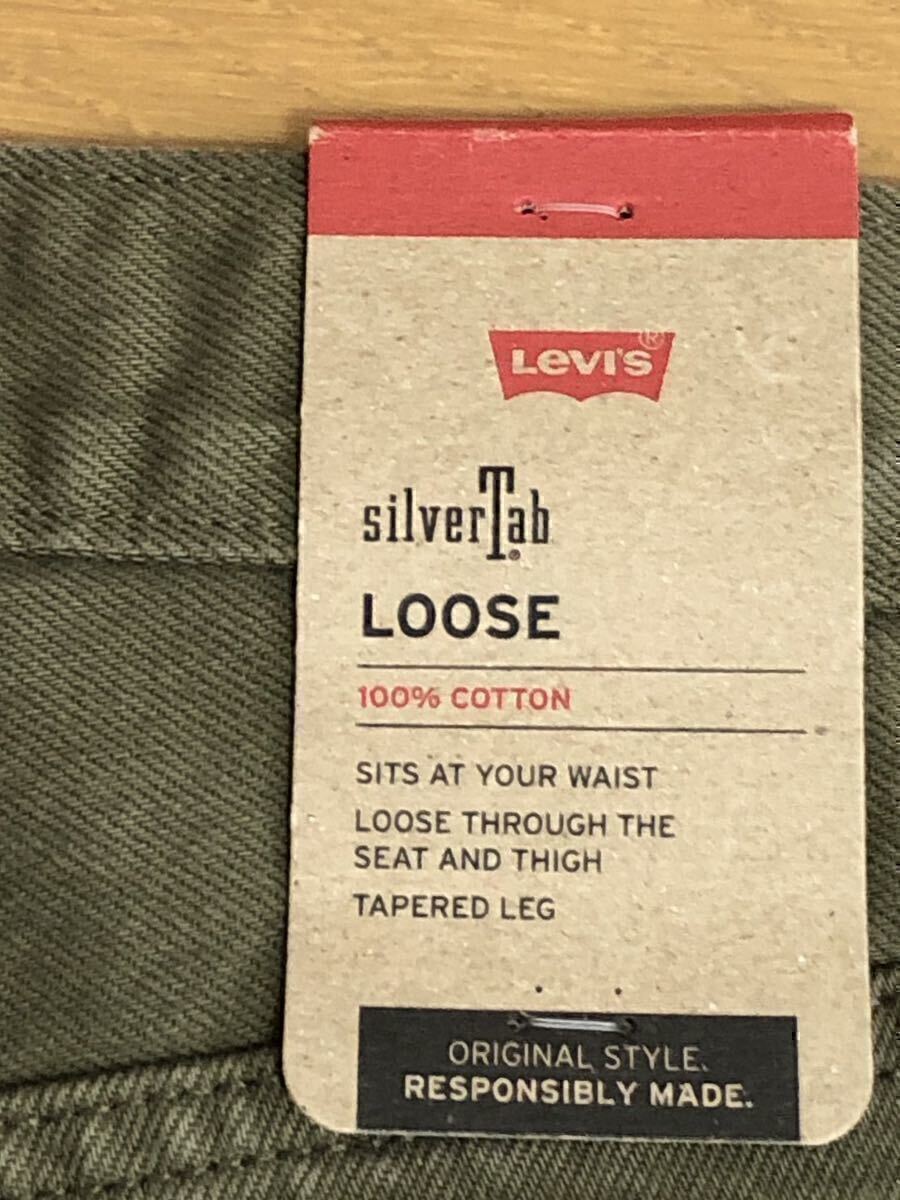 LEVI'S®
silverTab®
LOOSE
100% COTTON
SITS AT YOUR WAIST
LOOSE THROUGH THE
SEAT AND THIGH
TAPERED LEG
ORIGINAL STYLE.
RESPONSIBLY MADE.